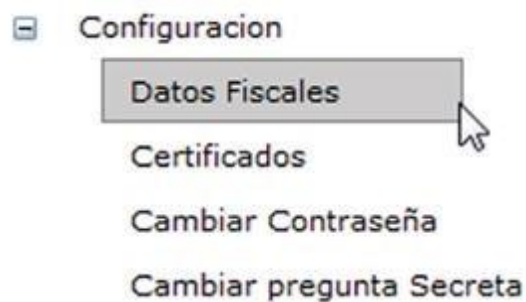 Configuracion
Datos Fiscales
Certificados
Cambiar Contraseña
Cambiar pregunta Secreta